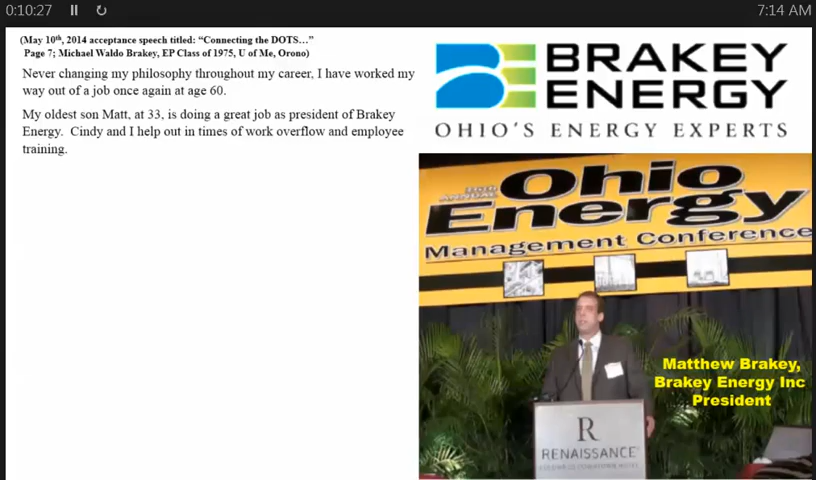 0:10:27
7:14 AM
(May 10th, 2014 acceptance speech titled: “Connecting the DOTS…”
Page 7; Michael Waldo Brakey, EP Class of 1975, U of Me, Orono)
Never changing my philosophy throughout my career, I have worked my
way out of a job once again at age 60.
My oldest son Matt, at 33, is doing a great job as president of Brakey
Energy. Cindy and I help out in times of work overflow and employee
training.
BRAKEY
ENERGY
OHIO'S ENERGY EXPERTS
ANNUAL
Ohio
Energy
Management Conference
Matthew Brakey,
Brakey Energy Inc
President
R
RENAISSANCE